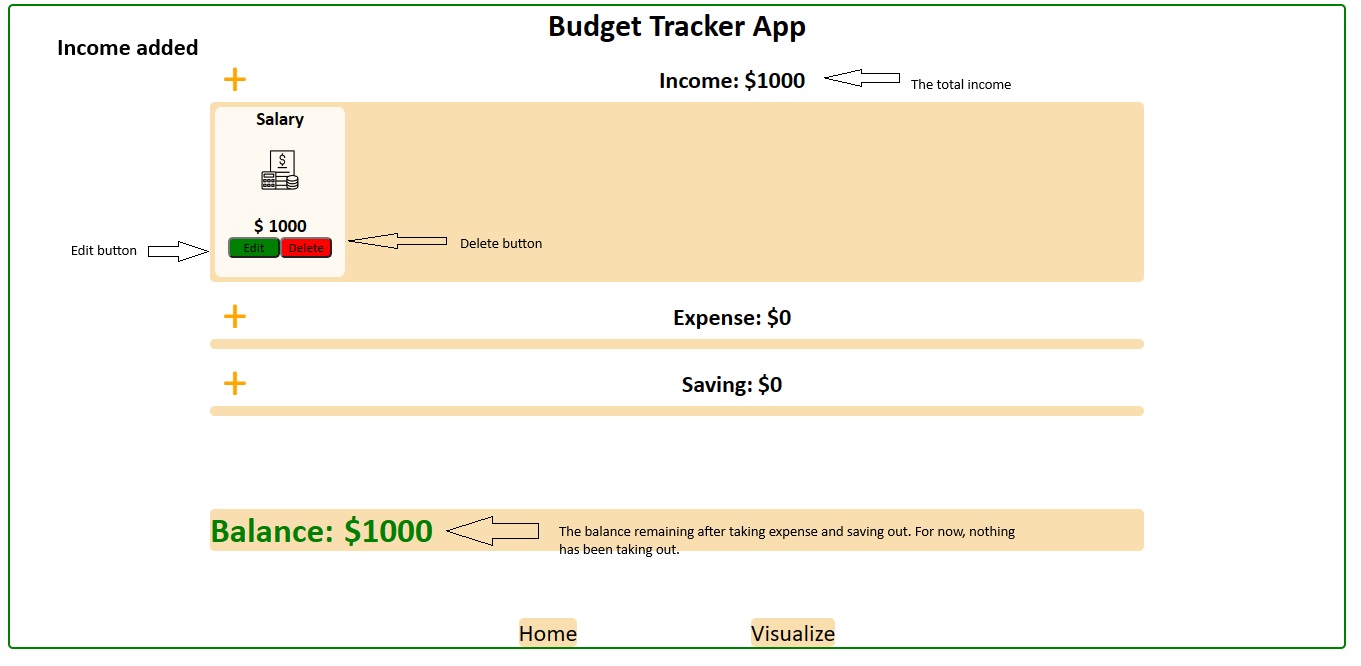 Budget Tracker App
Income added
+
Income: $1000
The total income
Salary
$
$ 1000
Edit
Delete
Edit button
Delete button
+
Expense: $0
+
Saving: $0
Balance: $1000
The balance remaining after taking expense and saving out. For now, nothing
has been taking out.
Home
Visualize